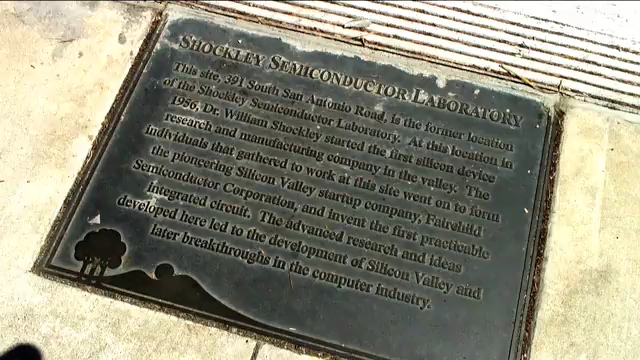 SHOCKLEY SEMICONDUCTOR LABORATORY
This site, 391 South San Antonio Road, is the former location
of the Shockley Semiconductor Laboratory. At this location in
1956, Dr. William Shockley started the first silicon device
research and manufacturing company in the valley. The
individuals that gathered to work at this site went on to form
the pioneering Silicon Valley startup company, Fairchild
Semiconductor Corporation, and invent the first practicable
integrated circuit. The advanced research and ideas
developed here led to the development of Silicon Valley and
later breakthroughs in the computer industry.